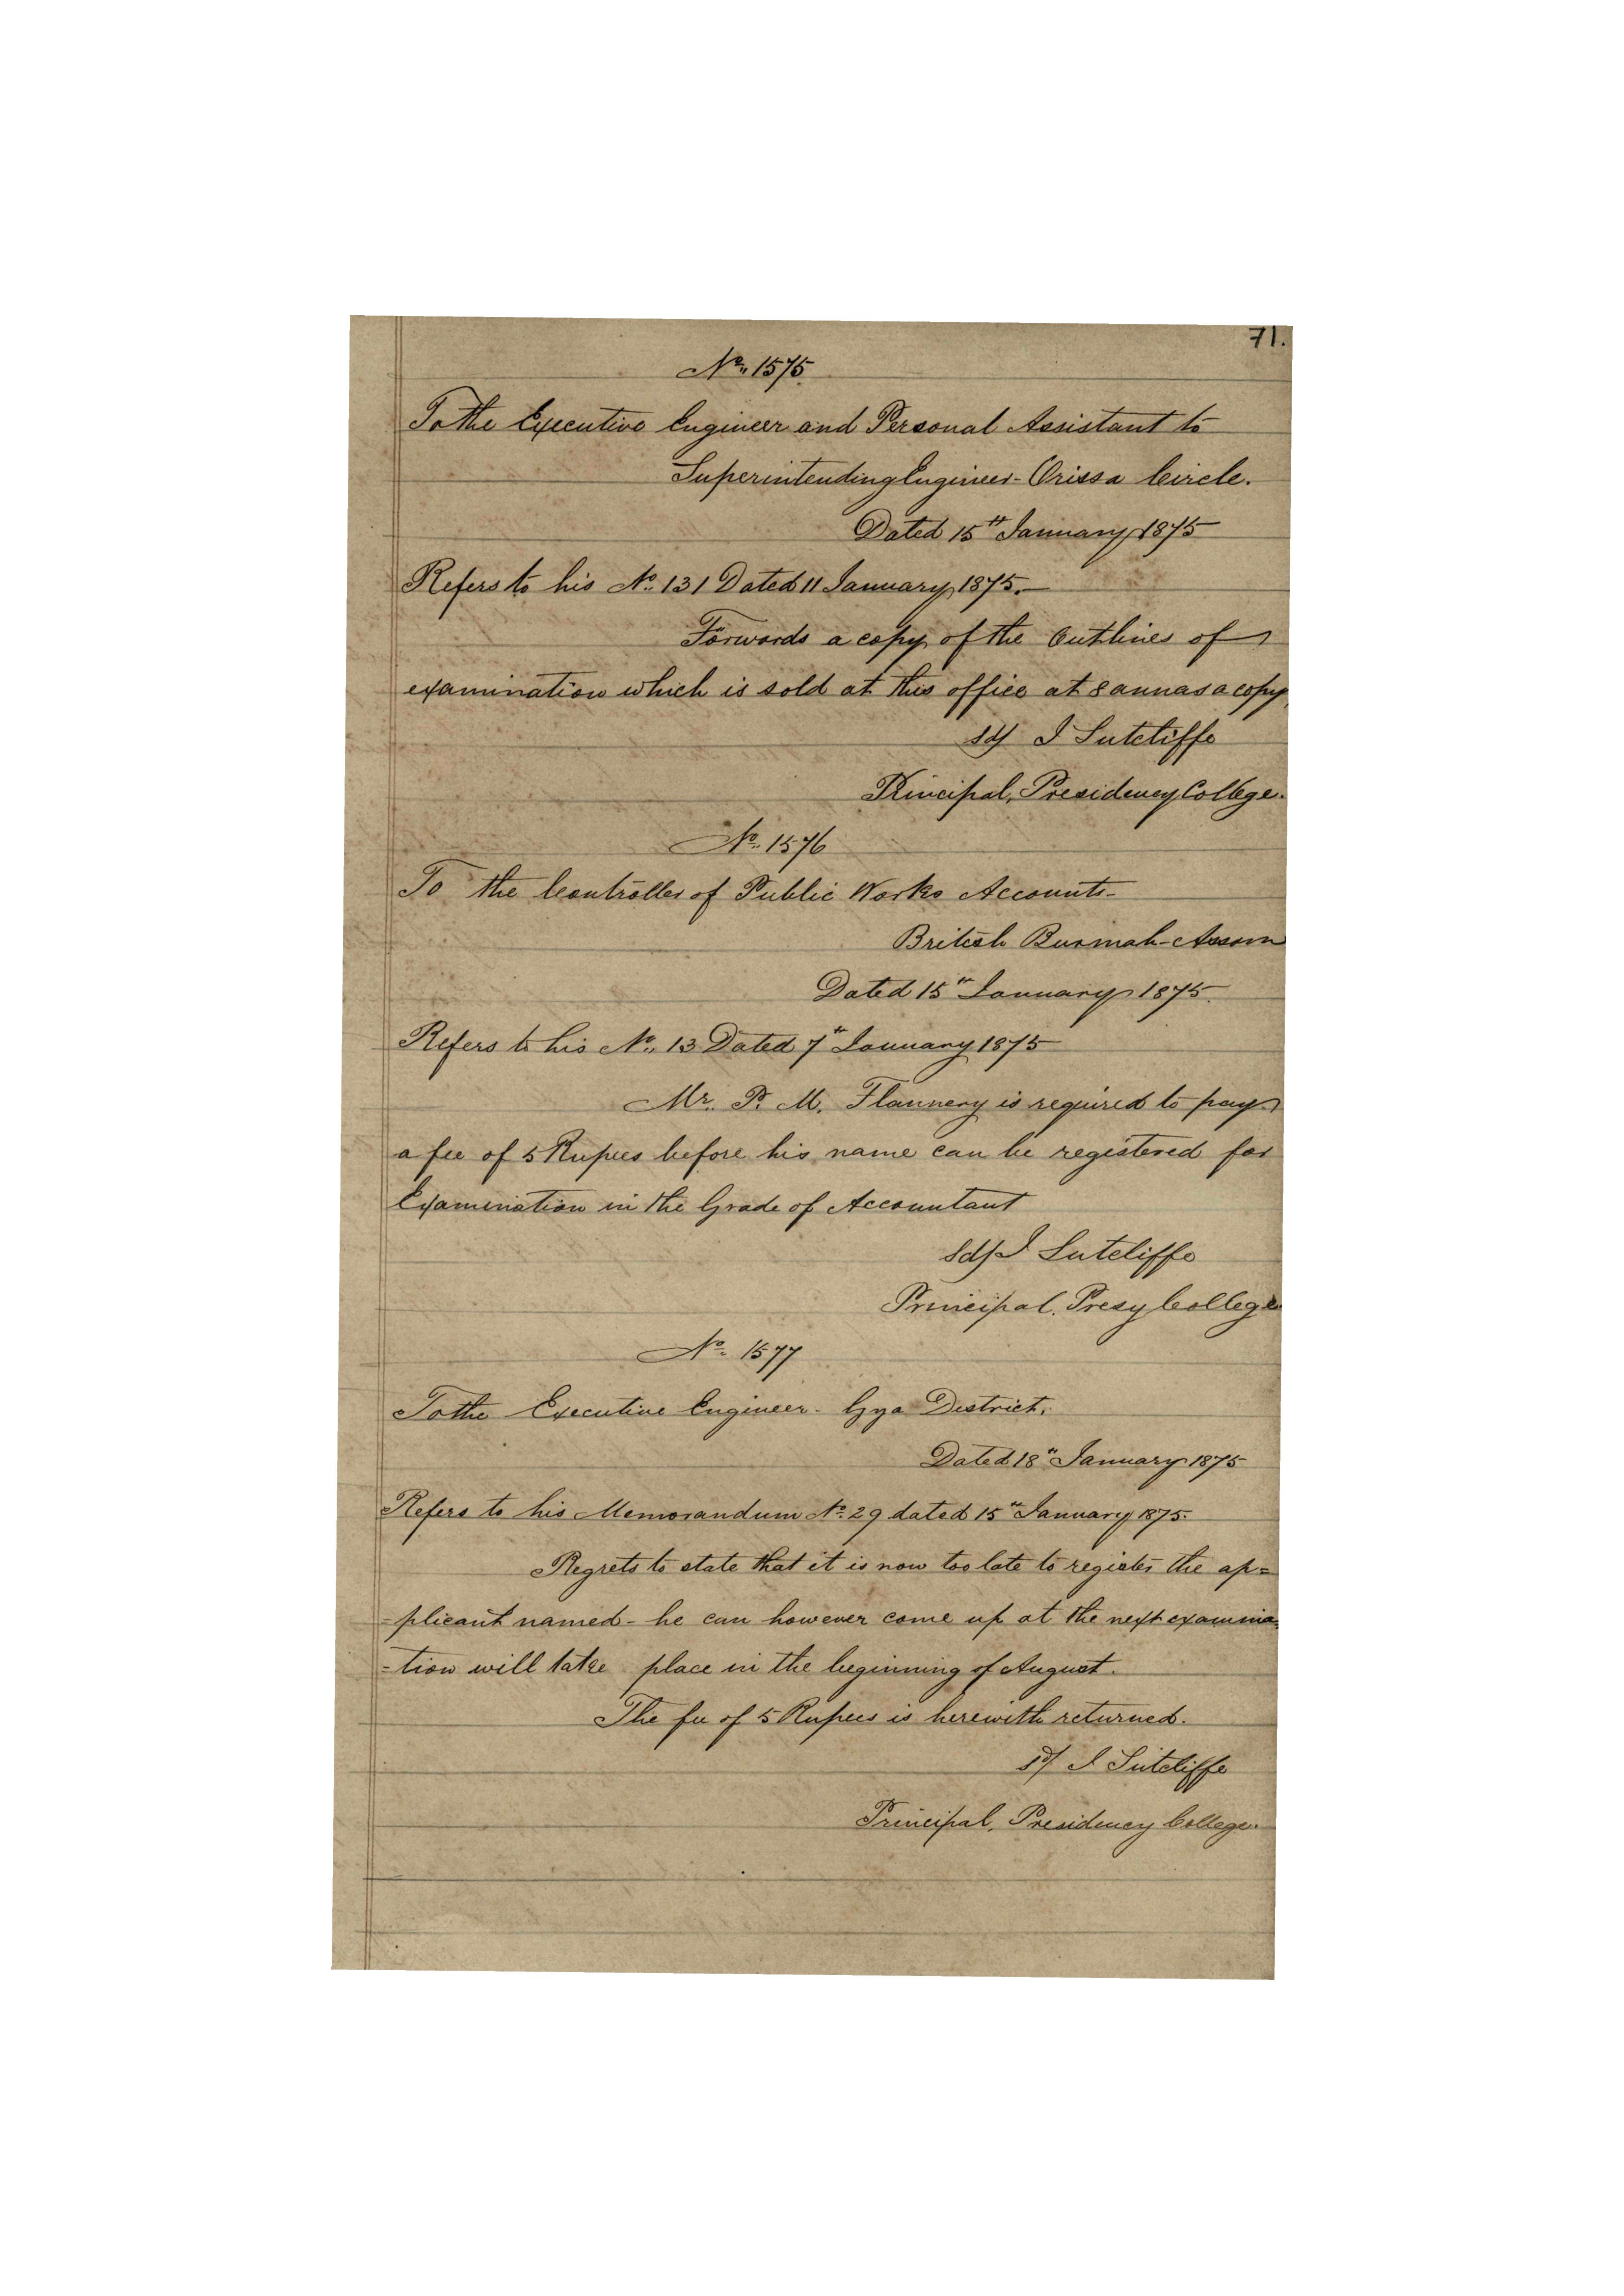 71.
No. 1575
To the Executive Engineer and Personal Assistant to
Superintending Engineer - Orissa Circle.
Dated 15th January, 1875
Refers to his No. 131 Dated 11 January, 1875.—
Forwards a copy of the Outlines of
examination which is sold at this office at 8 annas a copy,
Sd/ J Sutcliffe
Principal, Presidency College.
No. 1576
To the Controller of Public Works Accounts-
British Burmah - Assam
Dated 15th January 1875.
Refers to his No. 13 Dated 7th January 1875
Mr. P. M. Flannery is required to pay
a fee of 5 Rupees before his name can be registered for
Examination in the Grade of Accountant
Sd/ J Sutcliffe
Principal. Presy College
No. 1577
To the Executive Engineer - Gya District.
Dated 18th January 1875
Refers to his Memorandum No. 29 dated 15th January 1875.
Regrets to state that it is now too late to register the ap=
=plicant named - he can however come up at the next examina=
=tion will take place in the beginning of August.
The fee of 5 Rupees is herewith returned.
Sd/ J Sutcliffe
Principal, Presidency College.